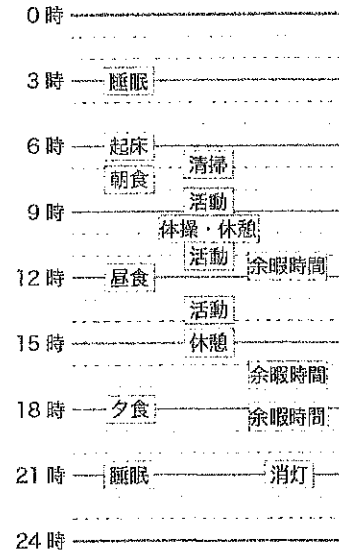 0時
3時 睡眠
6時 起床
清掃
朝食
活動
9時
体操・休憩
活動
余暇時間
12時 昼食
活動
15時 休憩
余暇時間
18時 夕食 余暇時間
21時 睡眠 消灯
24時